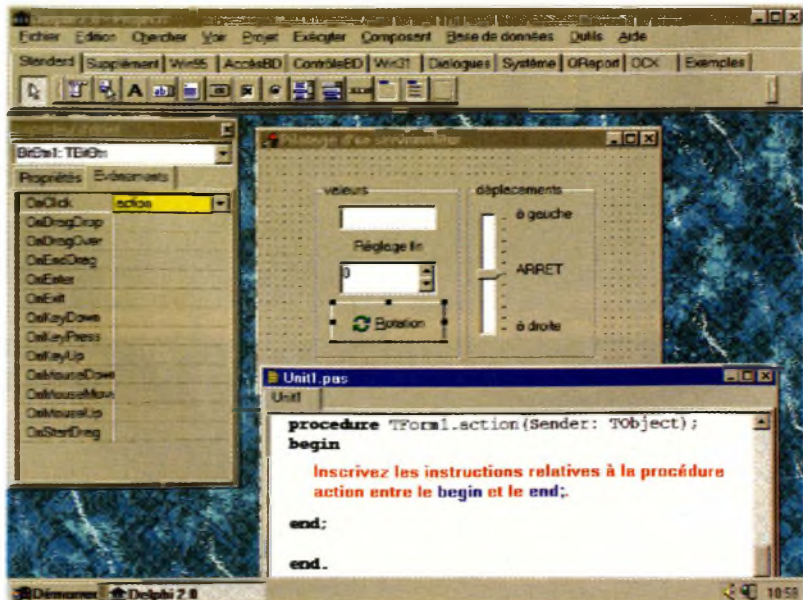 Fichier Edition Chercher Voir Projet Exécuter Composant Base de données Outils Aide
Standard Supplément Win95 AccèsBD ContrôleBD Win31 Dialogues Système QReport OCX Exemples
BitBtn1: TBitBtn
Propriétés Evénements
OnClick action
OnDragDrop
OnDragOver
OnEndDrag
OnEnter
OnExit
OnKeyDown
OnKeyPress
OnKeyUp
OnMouseDown
OnMouseMove
OnMouseUp
OnStartDrag
valeurs
Réglage fin
0
Rotation
déplacements
à gauche
ARRET
à droite
Unit1.pas
Unit1
procedure TForm1.action(Sender: TObject);
begin
Inscrivez les instructions relatives à la procédure
action entre le begin et le end;.
end;
end.
Démarrer Delphi 2.0
10:58